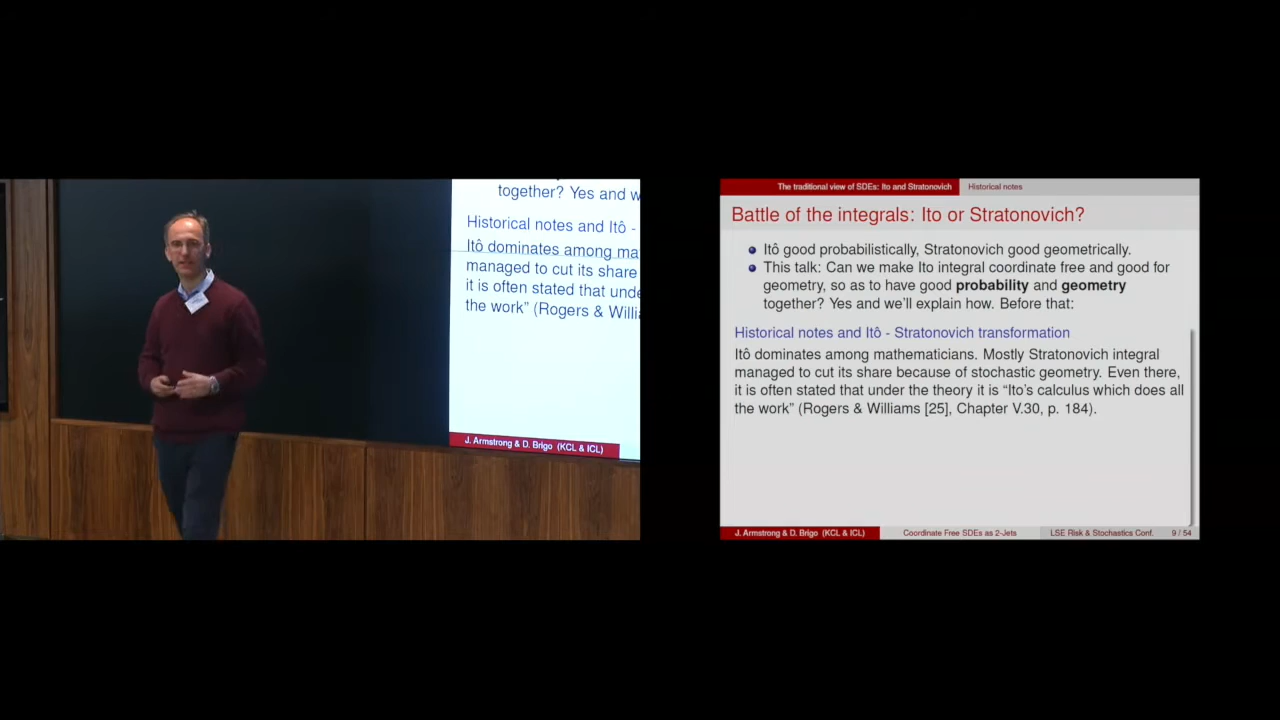 together? Yes and w
Historical notes and Itô -
Itô dominates among ma
managed to cut its share
it is often stated that unde
the work" (Rogers & Willi
J. Armstrong & D. Brigo (KCL & ICL)
The traditional view of SDEs: Ito and Stratonovich Historical notes
Battle of the integrals: Ito or Stratonovich?
Itô good probabilistically, Stratonovich good geometrically.
This talk: Can we make Ito integral coordinate free and good for
geometry, so as to have good probability and geometry
together? Yes and we'll explain how. Before that:
Historical notes and Itô - Stratonovich transformation
Itô dominates among mathematicians. Mostly Stratonovich integral
managed to cut its share because of stochastic geometry. Even there,
it is often stated that under the theory it is "Ito's calculus which does all
the work" (Rogers & Williams [25], Chapter V.30, p. 184).
J. Armstrong & D. Brigo (KCL & ICL) Coordinate Free SDEs as 2-Jets LSE Risk & Stochastics Conf. 9 / 54